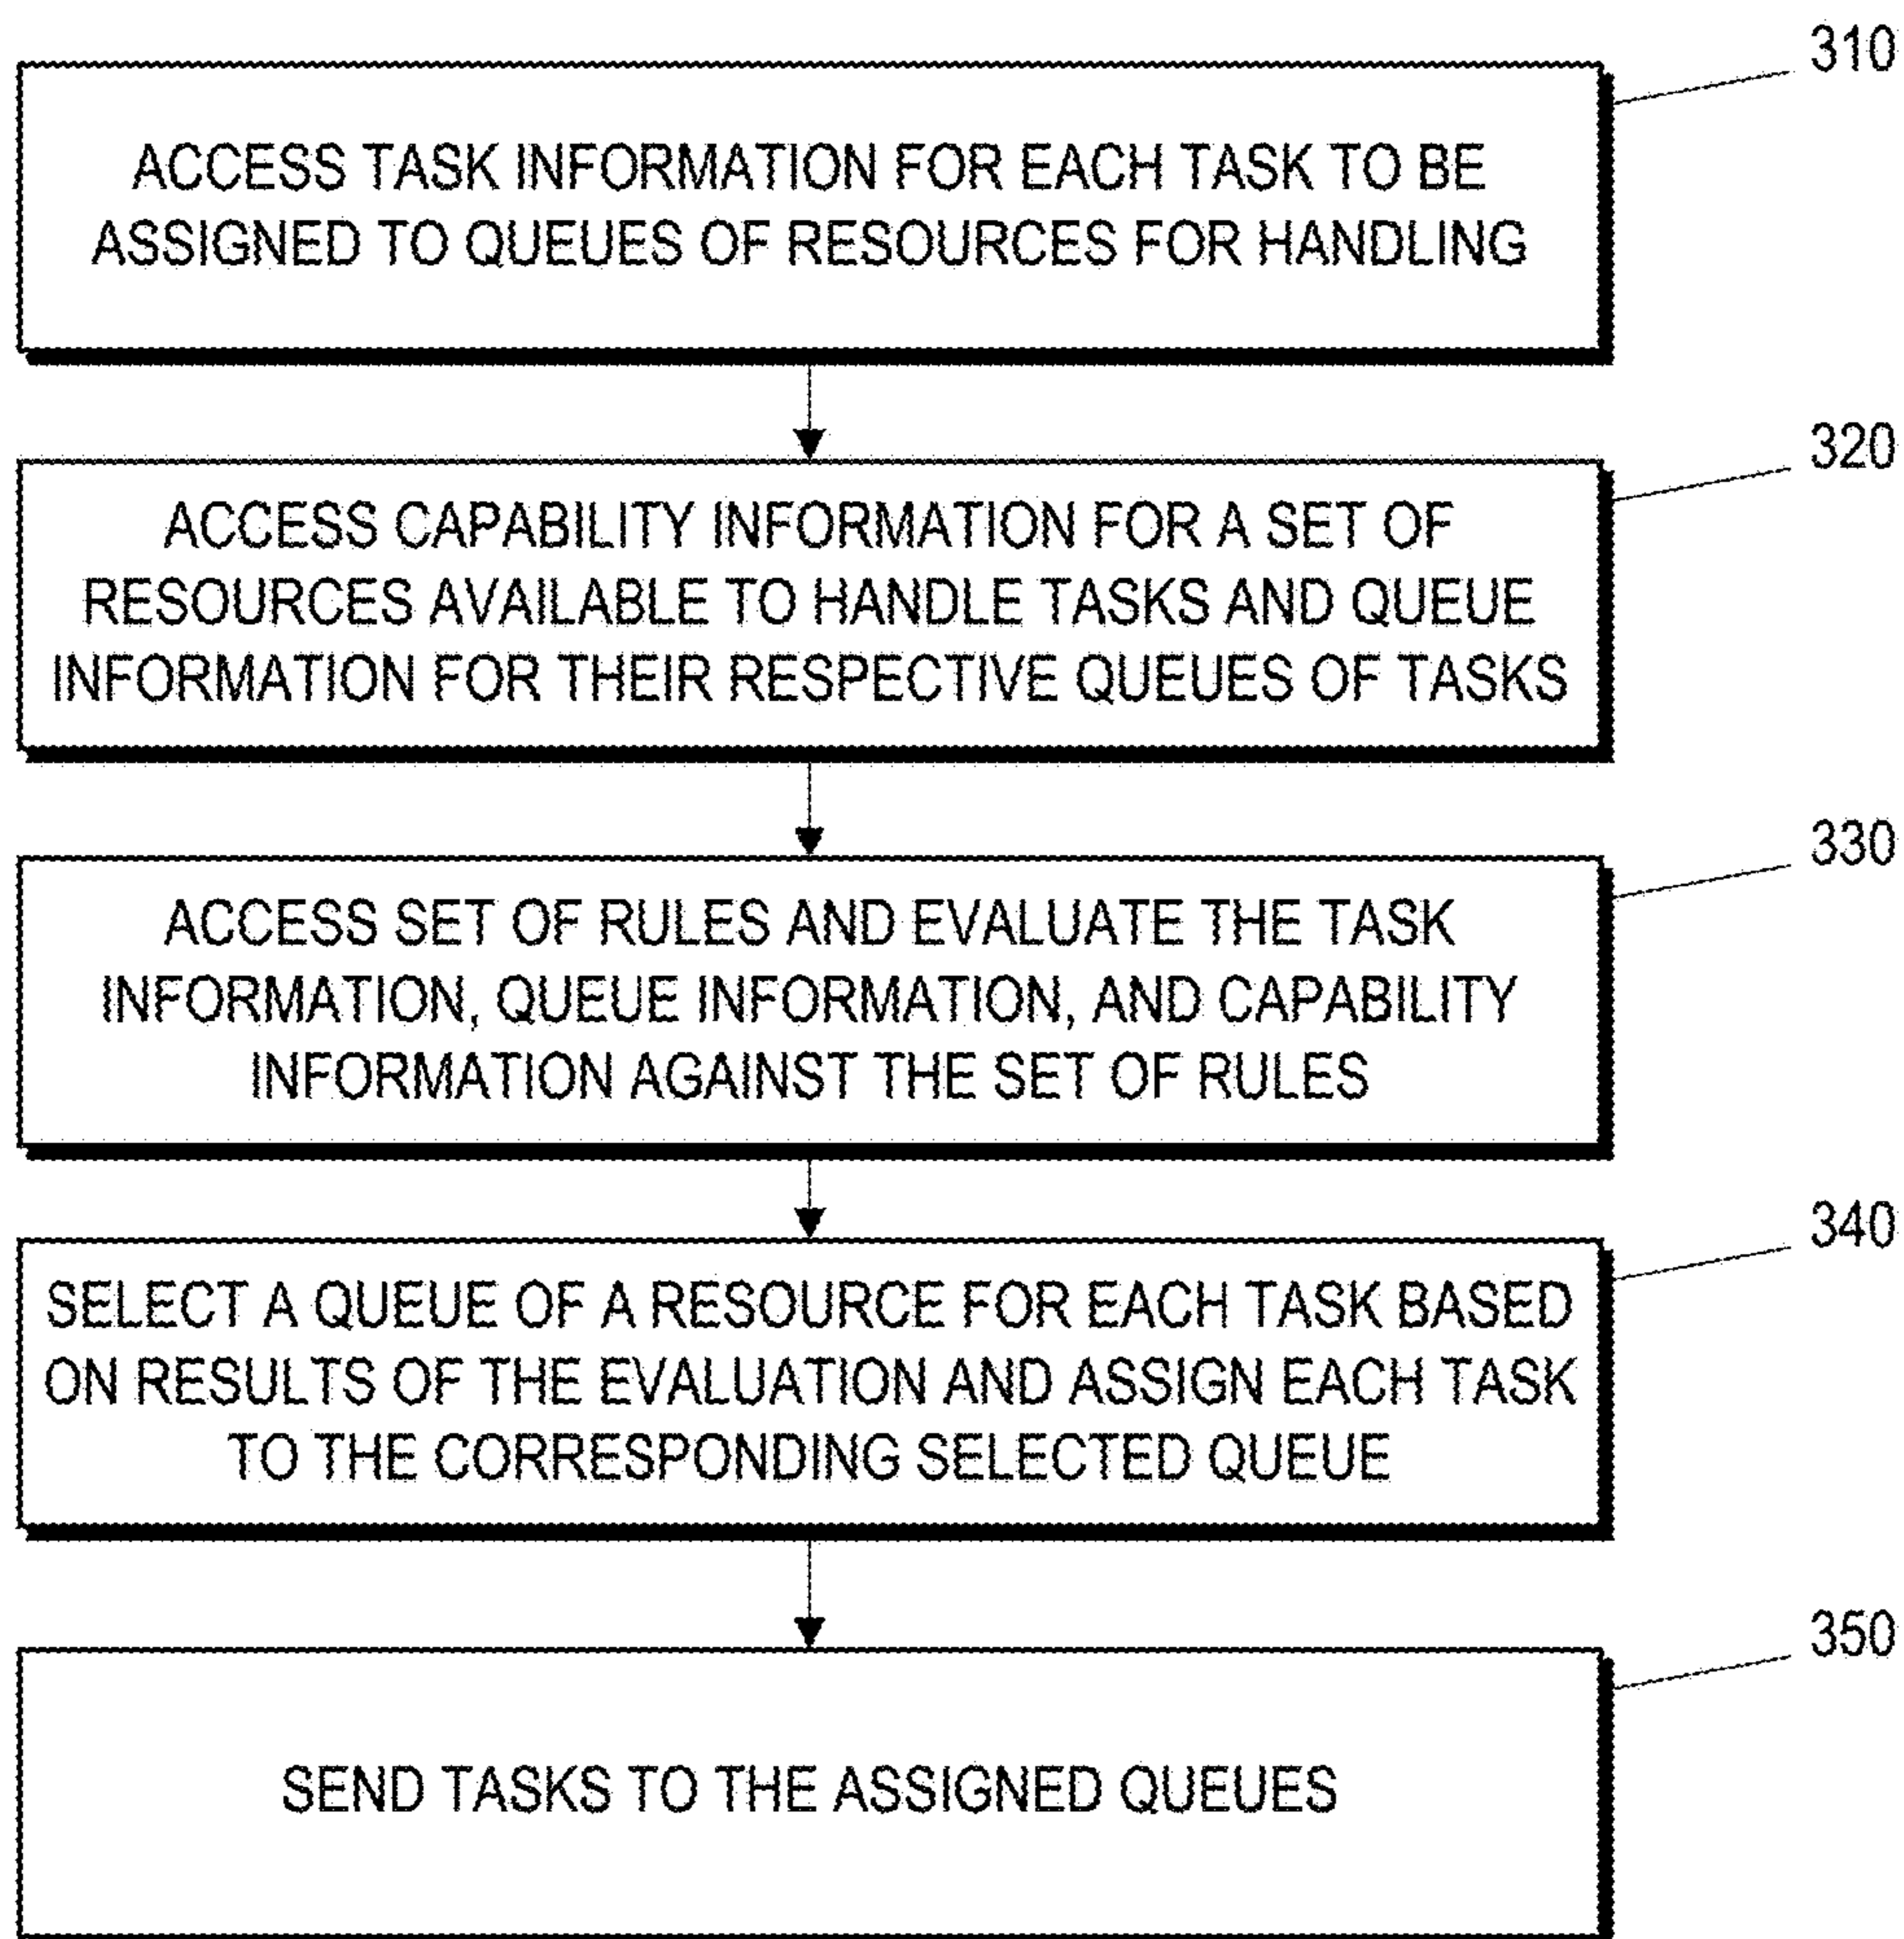 310
ACCESS TASK INFORMATION FOR EACH TASK TO BE
ASSIGNED TO QUEUES OF RESOURCES FOR HANDLING
320
ACCESS CAPABILITY INFORMATION FOR A SET OF
RESOURCES AVAILABLE TO HANDLE TASKS AND QUEUE
INFORMATION FOR THEIR RESPECTIVE QUEUES OF TASKS
330
ACCESS SET OF RULES AND EVALUATE THE TASK
INFORMATION, QUEUE INFORMATION, AND CAPABILITY
INFORMATION AGAINST THE SET OF RULES
340
SELECT A QUEUE OF A RESOURCE FOR EACH TASK BASED
ON RESULTS OF THE EVALUATION AND ASSIGN EACH TASK
TO THE CORRESPONDING SELECTED QUEUE
350
SEND TASKS TO THE ASSIGNED QUEUES